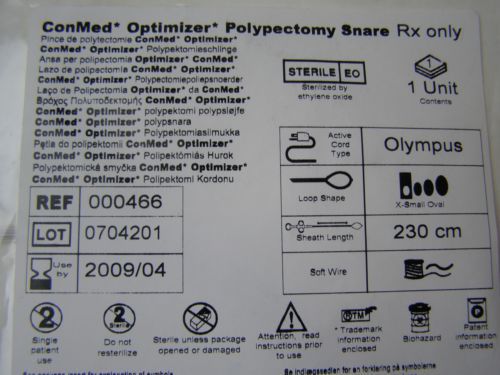 ConMed* Optimizer* Polypectomy Snare Rx only
Pince de polytectomie ConMed* Optimizer*
ConMed* Optimizer* Polypektomieschlinge
Ansa per polipectomia ConMed* Optimizer*
Lazo de polipectomía ConMed* Optimizer*
ConMed* Optimizer* Polypectomiepoliepsnoerder
Laço de Polipectomia* da ConMed*
Βρόχος Πολυποδεκτομής ConMed* Optimizer*
ConMed* Optimizer* polypektomi polypsløjfe
ConMed* Optimizer* polypsnara
ConMed* Optimizer* Polypektomiasilmukka
Pętla do polipektomii ConMed* Optimizer*
ConMed* Optimizer* Polipektómiás Hurok
Polypektomická smyčka ConMed* Optimizer*
ConMed* Optimizer* Polipektomi Kordonu
STERILE EO
Sterilized by
ethylene oxide
1
1 Unit
Contents
REF 000466
LOT 0704201
Use by 2009/04
Active Cord Type
Olympus
Loop Shape
X-Small Oval
Sheath Length
230 cm
Soft Wire
2
Single patient use
2
Sterile
Do not resterilize
Sterile unless package opened or damaged
Attention, read instructions prior to use
*TM*
* Trademark information enclosed
Biohazard
Patent information enclosed